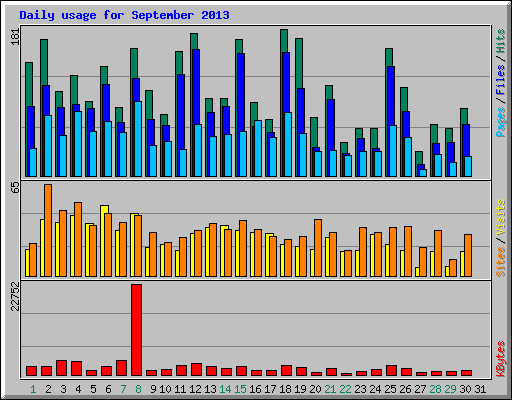 Daily usage for September 2013
181
Pages / Files / Hits
65
Sites / Visits
22752
KBytes
1 2 3 4 5 6 7 8 9 10 11 12 13 14 15 16 17 18 19 20 21 22 23 24 25 26 27 28 29 30 31